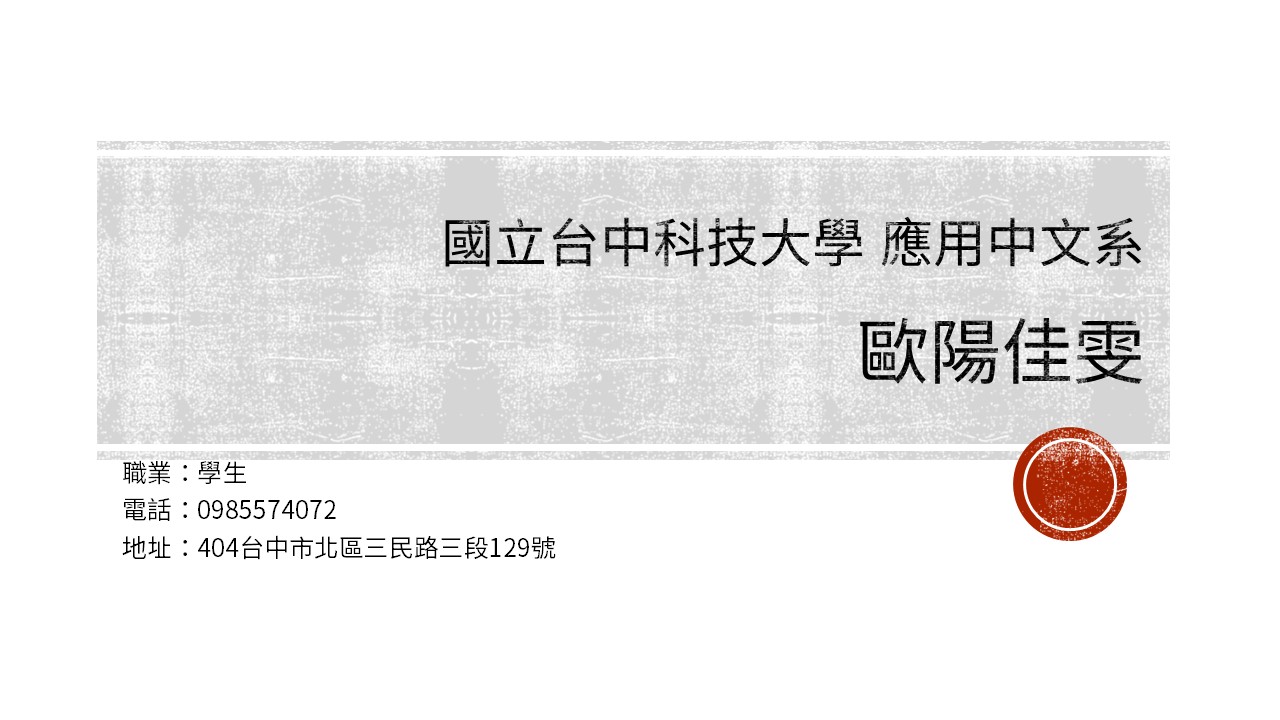 國立台中科技大學 應用中文系
歐陽佳雯
職業：學生
電話：0985574072
地址：404台中市北區三民路三段129號